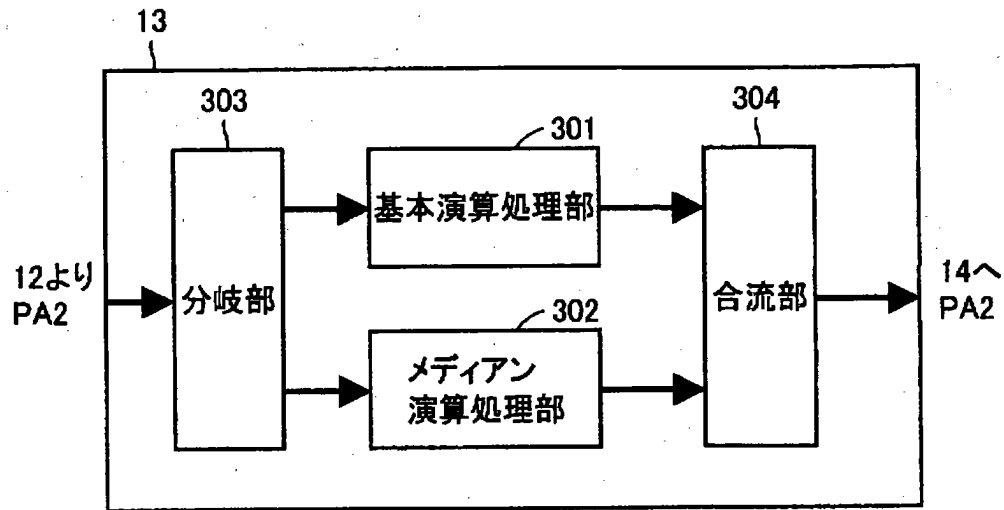 13
303
301
304
基本演算処理部
12より
PA2
分岐部
合流部
14へ
PA2
302
メディアン
演算処理部